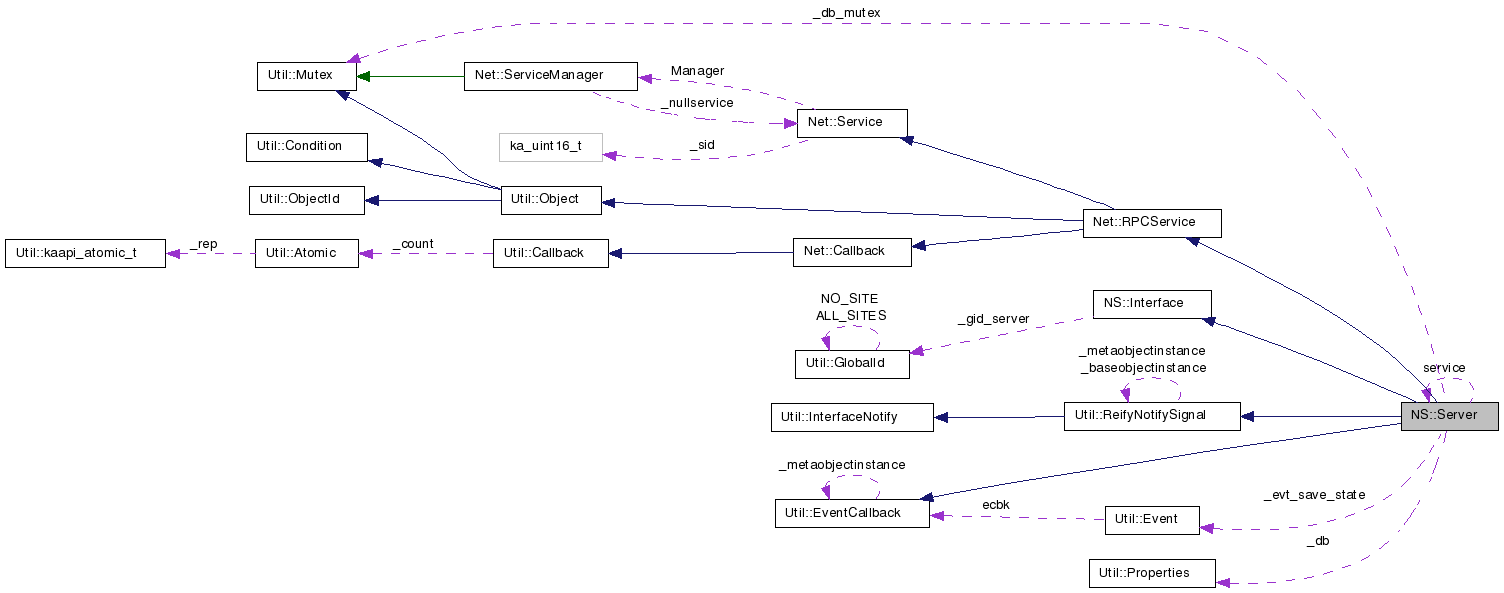 _db_mutex
Util::Mutex
Net::ServiceManager
Manager
_nullservice
Net::Service
Util::Condition
ka_uint16_t
_sid
Util::ObjectId
Util::Object
Net::RPCService
Util::kaapi_atomic_t
_rep
Util::Atomic
_count
Util::Callback
Net::Callback
NO_SITE
ALL_SITES
NS::Interface
_gid_server
Util::GlobalId
_metaobjectinstance
_baseobjectinstance
service
Util::InterfaceNotify
Util::ReifyNotifySignal
NS::Server
_metaobjectinstance
Util::EventCallback
ecbk
Util::Event
_evt_save_state
_db
Util::Properties